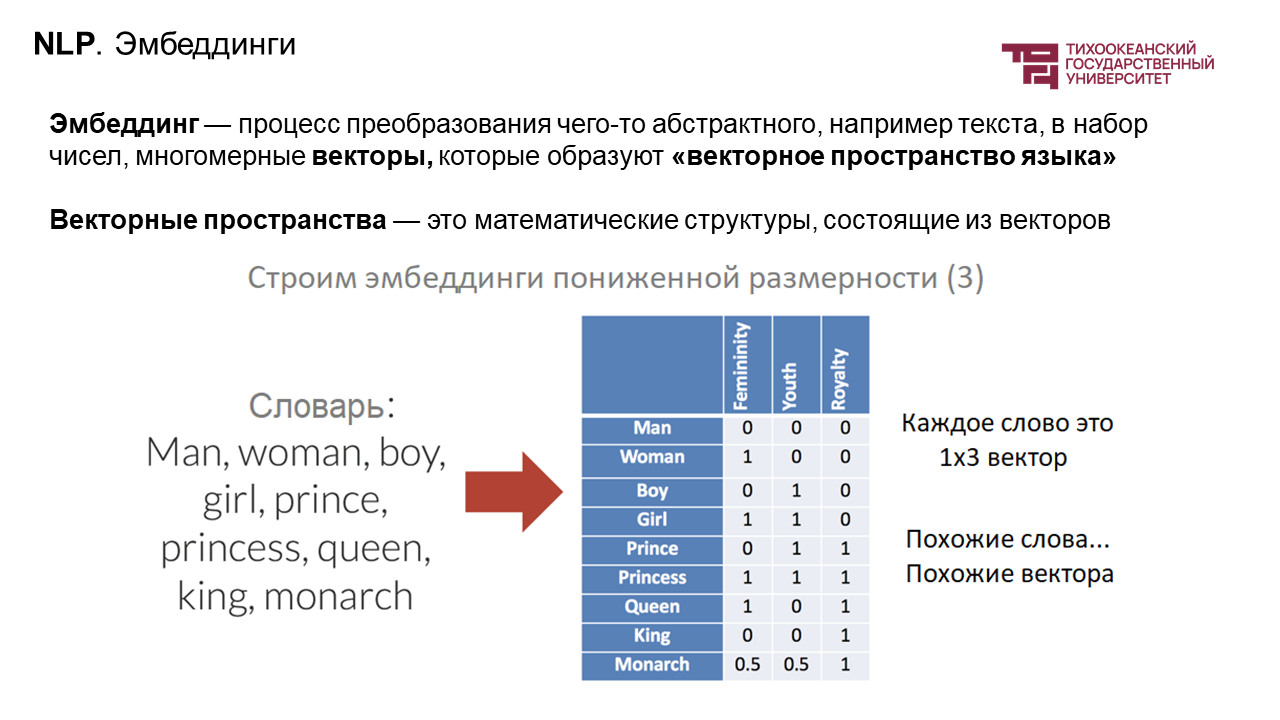 NLP. Эмбеддинги
ТИХООКЕАНСКИЙ
ГОСУДАРСТВЕННЫЙ
УНИВЕРСИТЕТ
Эмбеддинг — процесс преобразования чего-то абстрактного, например текста, в набор
чисел, многомерные векторы, которые образуют «векторное пространство языка»
Векторные пространства — это математические структуры, состоящие из векторов
Строим эмбеддинги пониженной размерности (3)
Словарь:
Man, woman, boy,
girl, prince,
princess, queen,
king, monarch
Femininity Youth Royalty
Man 0 0 0
Woman 1 0 0
Boy 0 1 0
Girl 1 1 0
Prince 0 1 1
Princess 1 1 1
Queen 1 0 1
King 0 0 1
Monarch 0.5 0.5 1
Каждое слово это
1x3 вектор
Похожие слова...
Похожие вектора